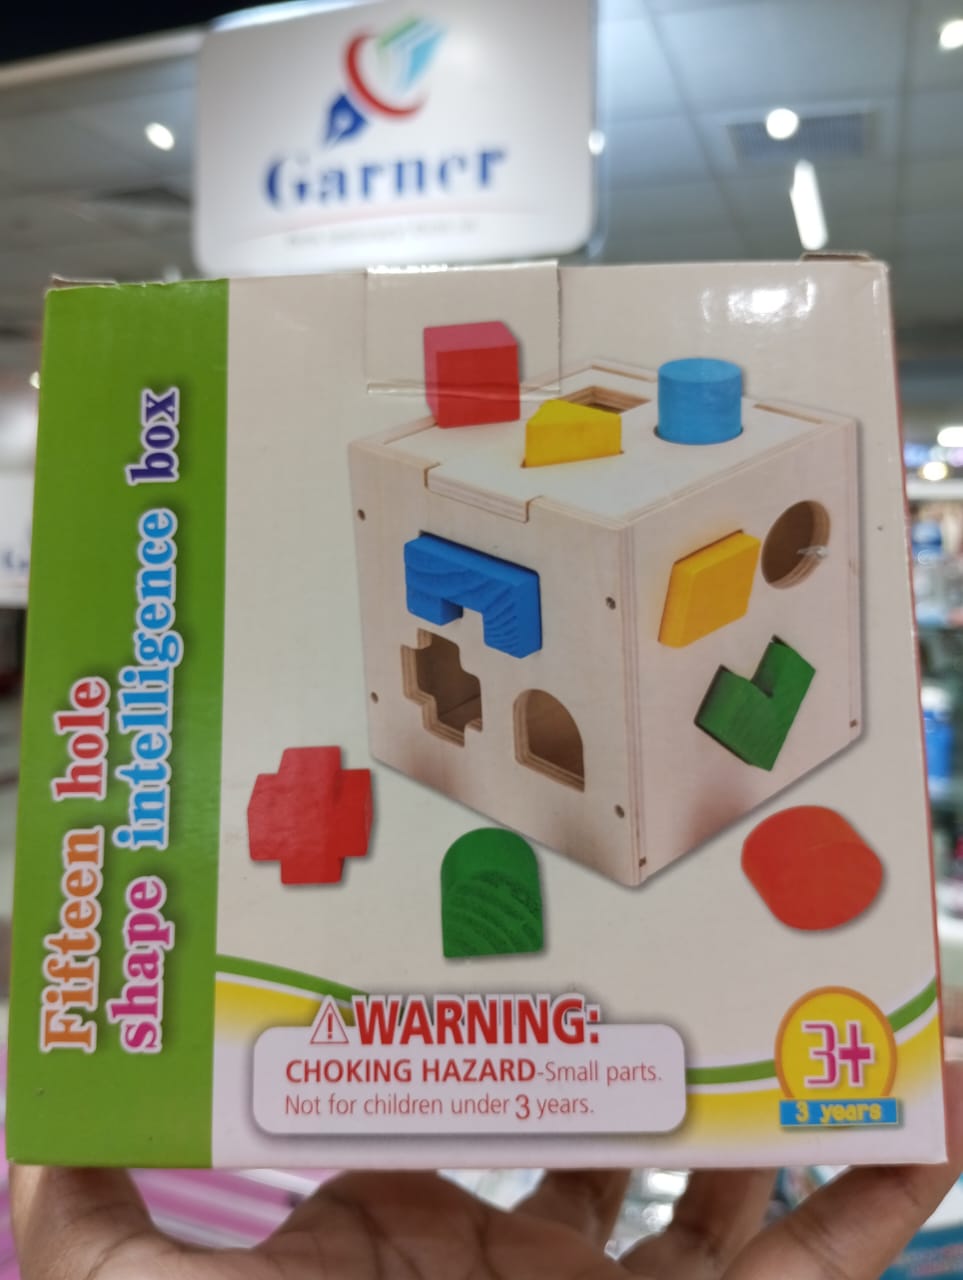 Garner
Fifteen hole
shape intelligence box
WARNING:
CHOKING HAZARD-Small parts.
Not for children under 3 years.
3+
3 years